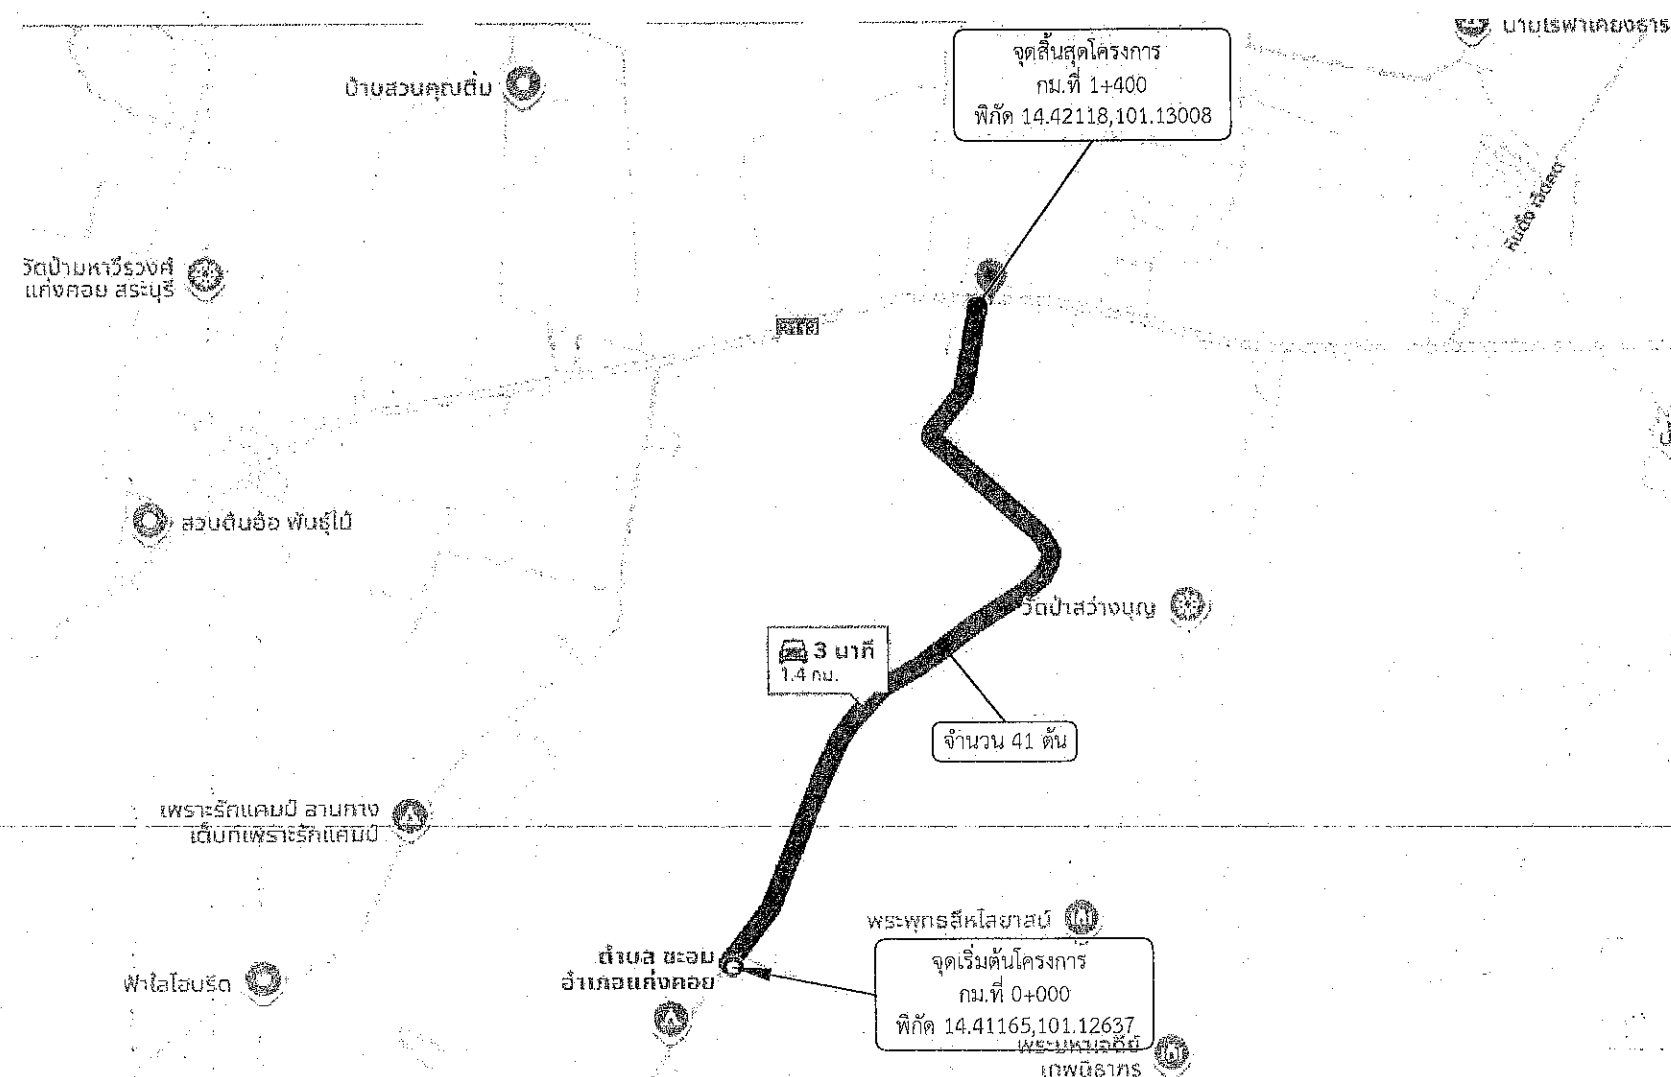 บ้านสวนคุณติ่ม
จุดสิ้นสุดโครงการ
กม.ที่ 1+400
พิกัด 14.42118,101.13008
วัดป่ามหาวีรวงศ์
แก่งคอย สระบุรี
สวนต้นอ้อ พันธุ์ไม้
วัดป่าสว่างบุญ
3 นาที
1.4 กม.
จำนวน 41 ต้น
เพราะรักแคมป์ ลานกาง
เต็นท์เพราะรักแคมป์
พระพุทธสีหไสยาสน์
ตำบล ชะอม
อำเภอแก่งคอย
จุดเริ่มต้นโครงการ
กม.ที่ 0+000
พิกัด 14.41165,101.12637
พระมหาเจดีย์